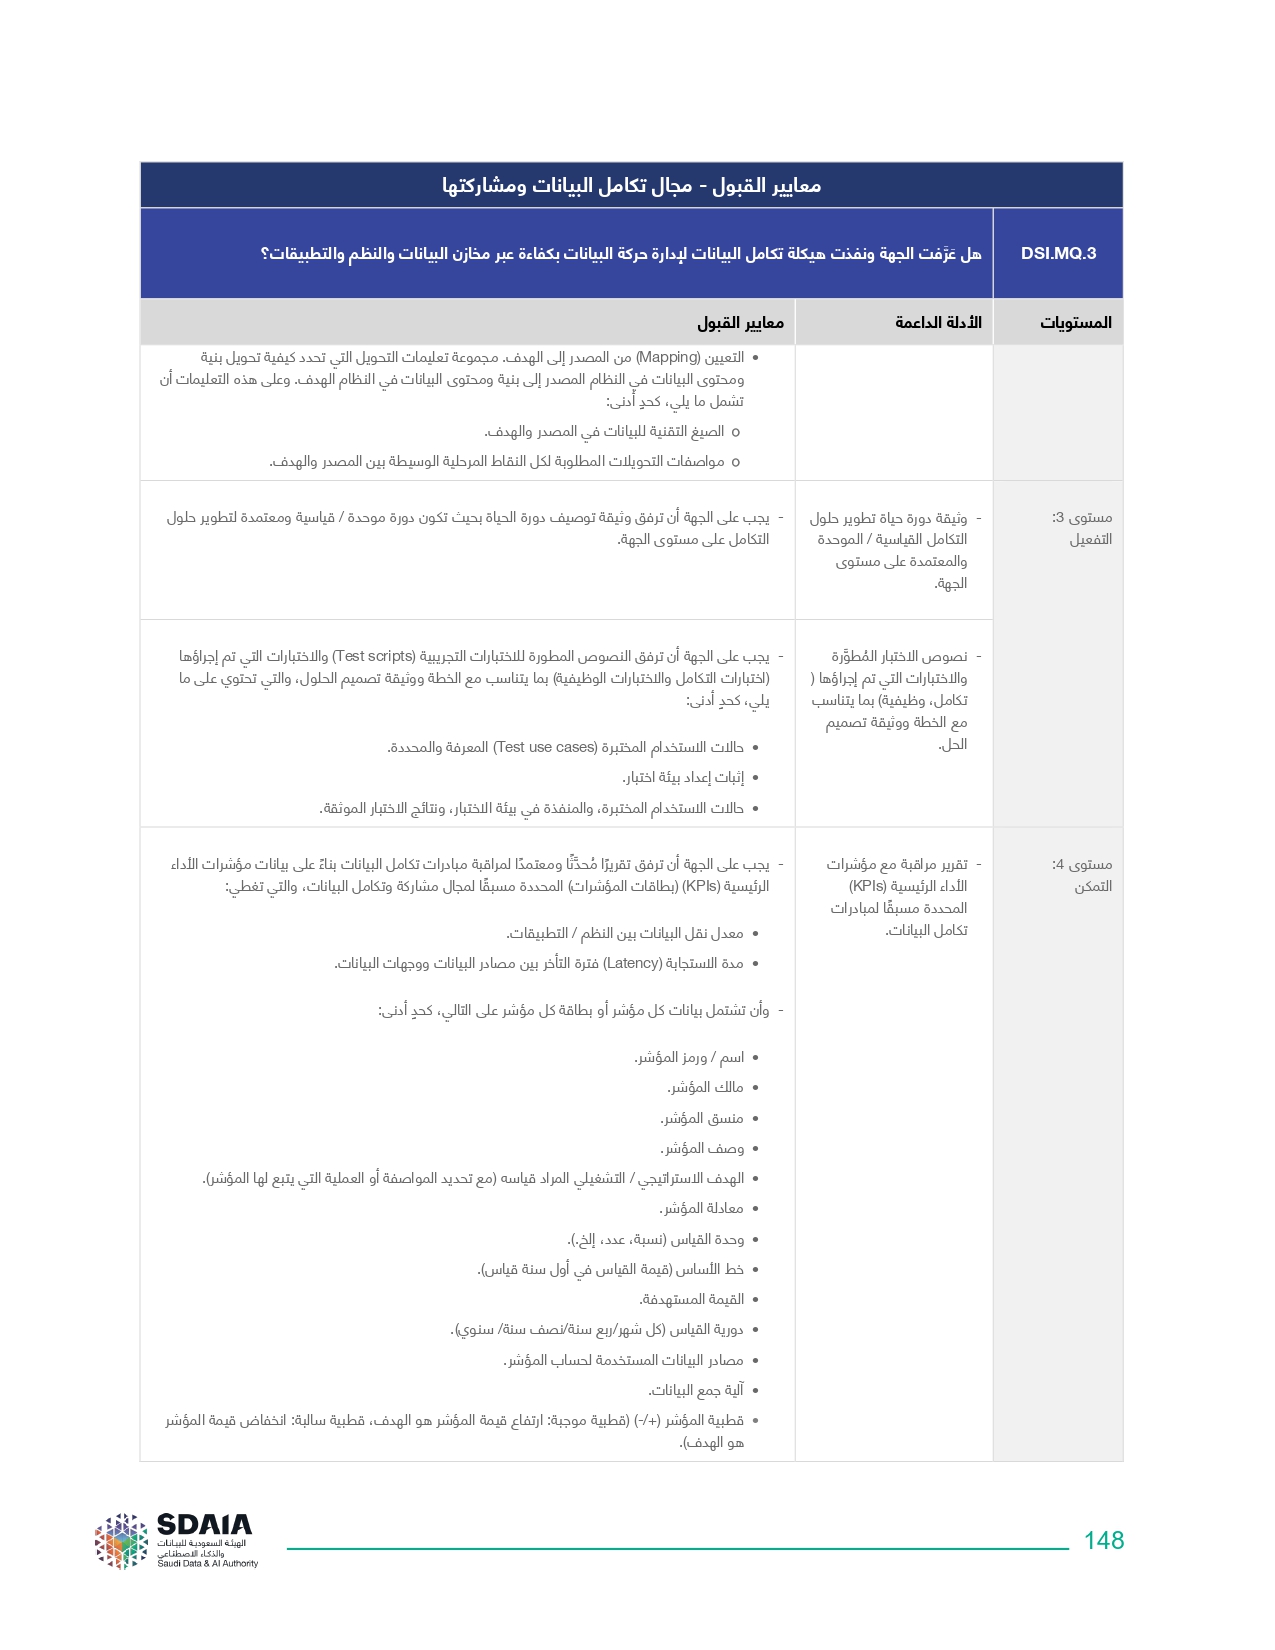 معايير القبول - مجال تكامل البيانات ومشاركتها
DSI.MQ.3
هل عَرَّفت الجهة ونفذت هيكلة تكامل البيانات لإدارة حركة البيانات بكفاءة عبر مخازن البيانات والنظم والتطبيقات؟
المستويات
الأدلة الداعمة
معايير القبول
• التعيين (Mapping) من المصدر إلى الهدف. مجموعة تعليمات التحويل التي تحدد كيفية تحويل بنية
ومحتوى البيانات في النظام المصدر إلى بنية ومحتوى البيانات في النظام الهدف. وعلى هذه التعليمات أن
تشمل ما يلي، كحدٍ أدنى:
o الصيغ التقنية للبيانات في المصدر والهدف.
o مواصفات التحويلات المطلوبة لكل النقاط المرحلية الوسيطة بين المصدر والهدف.
مستوى 3:
التفعيل
- وثيقة دورة حياة تطوير حلول
التكامل القياسية / الموحدة
والمعتمدة على مستوى
الجهة.
- يجب على الجهة أن ترفق وثيقة توصيف دورة الحياة بحيث تكون دورة موحدة / قياسية ومعتمدة لتطوير حلول
التكامل على مستوى الجهة.
- نصوص الاختبار المُطوَّرة
والاختبارات التي تم إجراؤها (
تكامل، وظيفية) بما يتناسب
مع الخطة ووثيقة تصميم
الحل.
- يجب على الجهة أن ترفق النصوص المطورة للاختبارات التجريبية (Test scripts) والاختبارات التي تم إجراؤها
(اختبارات التكامل والاختبارات الوظيفية) بما يتناسب مع الخطة ووثيقة تصميم الحلول، والتي تحتوي على ما
يلي، كحدٍ أدنى:
• حالات الاستخدام المختبرة (Test use cases) المعرفة والمحددة.
• إثبات إعداد بيئة اختبار.
• حالات الاستخدام المختبرة، والمنفذة في بيئة الاختبار، ونتائج الاختبار الموثقة.
مستوى 4:
التمكن
- تقرير مراقبة مع مؤشرات
الأداء الرئيسية (KPIs)
المحددة مسبقًا لمبادرات
تكامل البيانات.
- يجب على الجهة أن ترفق تقريرًا مُحدَّثًا ومعتمدًا لمراقبة مبادرات تكامل البيانات بناءً على بيانات مؤشرات الأداء
الرئيسية (KPIs) (بطاقات المؤشرات) المحددة مسبقًا لمجال مشاركة وتكامل البيانات، والتي تغطي:
• معدل نقل البيانات بين النظم / التطبيقات.
• مدة الاستجابة (Latency) فترة التأخر بين مصادر البيانات ووجهات البيانات.
- وأن تشتمل بيانات كل مؤشر أو بطاقة كل مؤشر على التالي، كحدٍ أدنى:
• اسم / ورمز المؤشر.
• مالك المؤشر.
• منسق المؤشر.
• وصف المؤشر.
• الهدف الاستراتيجي / التشغيلي المراد قياسه (مع تحديد المواصفة أو العملية التي يتبع لها المؤشر).
• معادلة المؤشر.
• وحدة القياس (نسبة، عدد، إلخ.).
• خط الأساس (قيمة القياس في أول سنة قياس).
• القيمة المستهدفة.
• دورية القياس (كل شهر/ربع سنة/نصف سنة/ سنوي).
• مصادر البيانات المستخدمة لحساب المؤشر.
• آلية جمع البيانات.
• قطبية المؤشر (+/-) (قطبية موجبة: ارتفاع قيمة المؤشر هو الهدف، قطبية سالبة: انخفاض قيمة المؤشر
هو الهدف).
SDAIA
الهيئة السعودية للبيانات
والذكاء الاصطناعي
Saudi Data & AI Authority
148